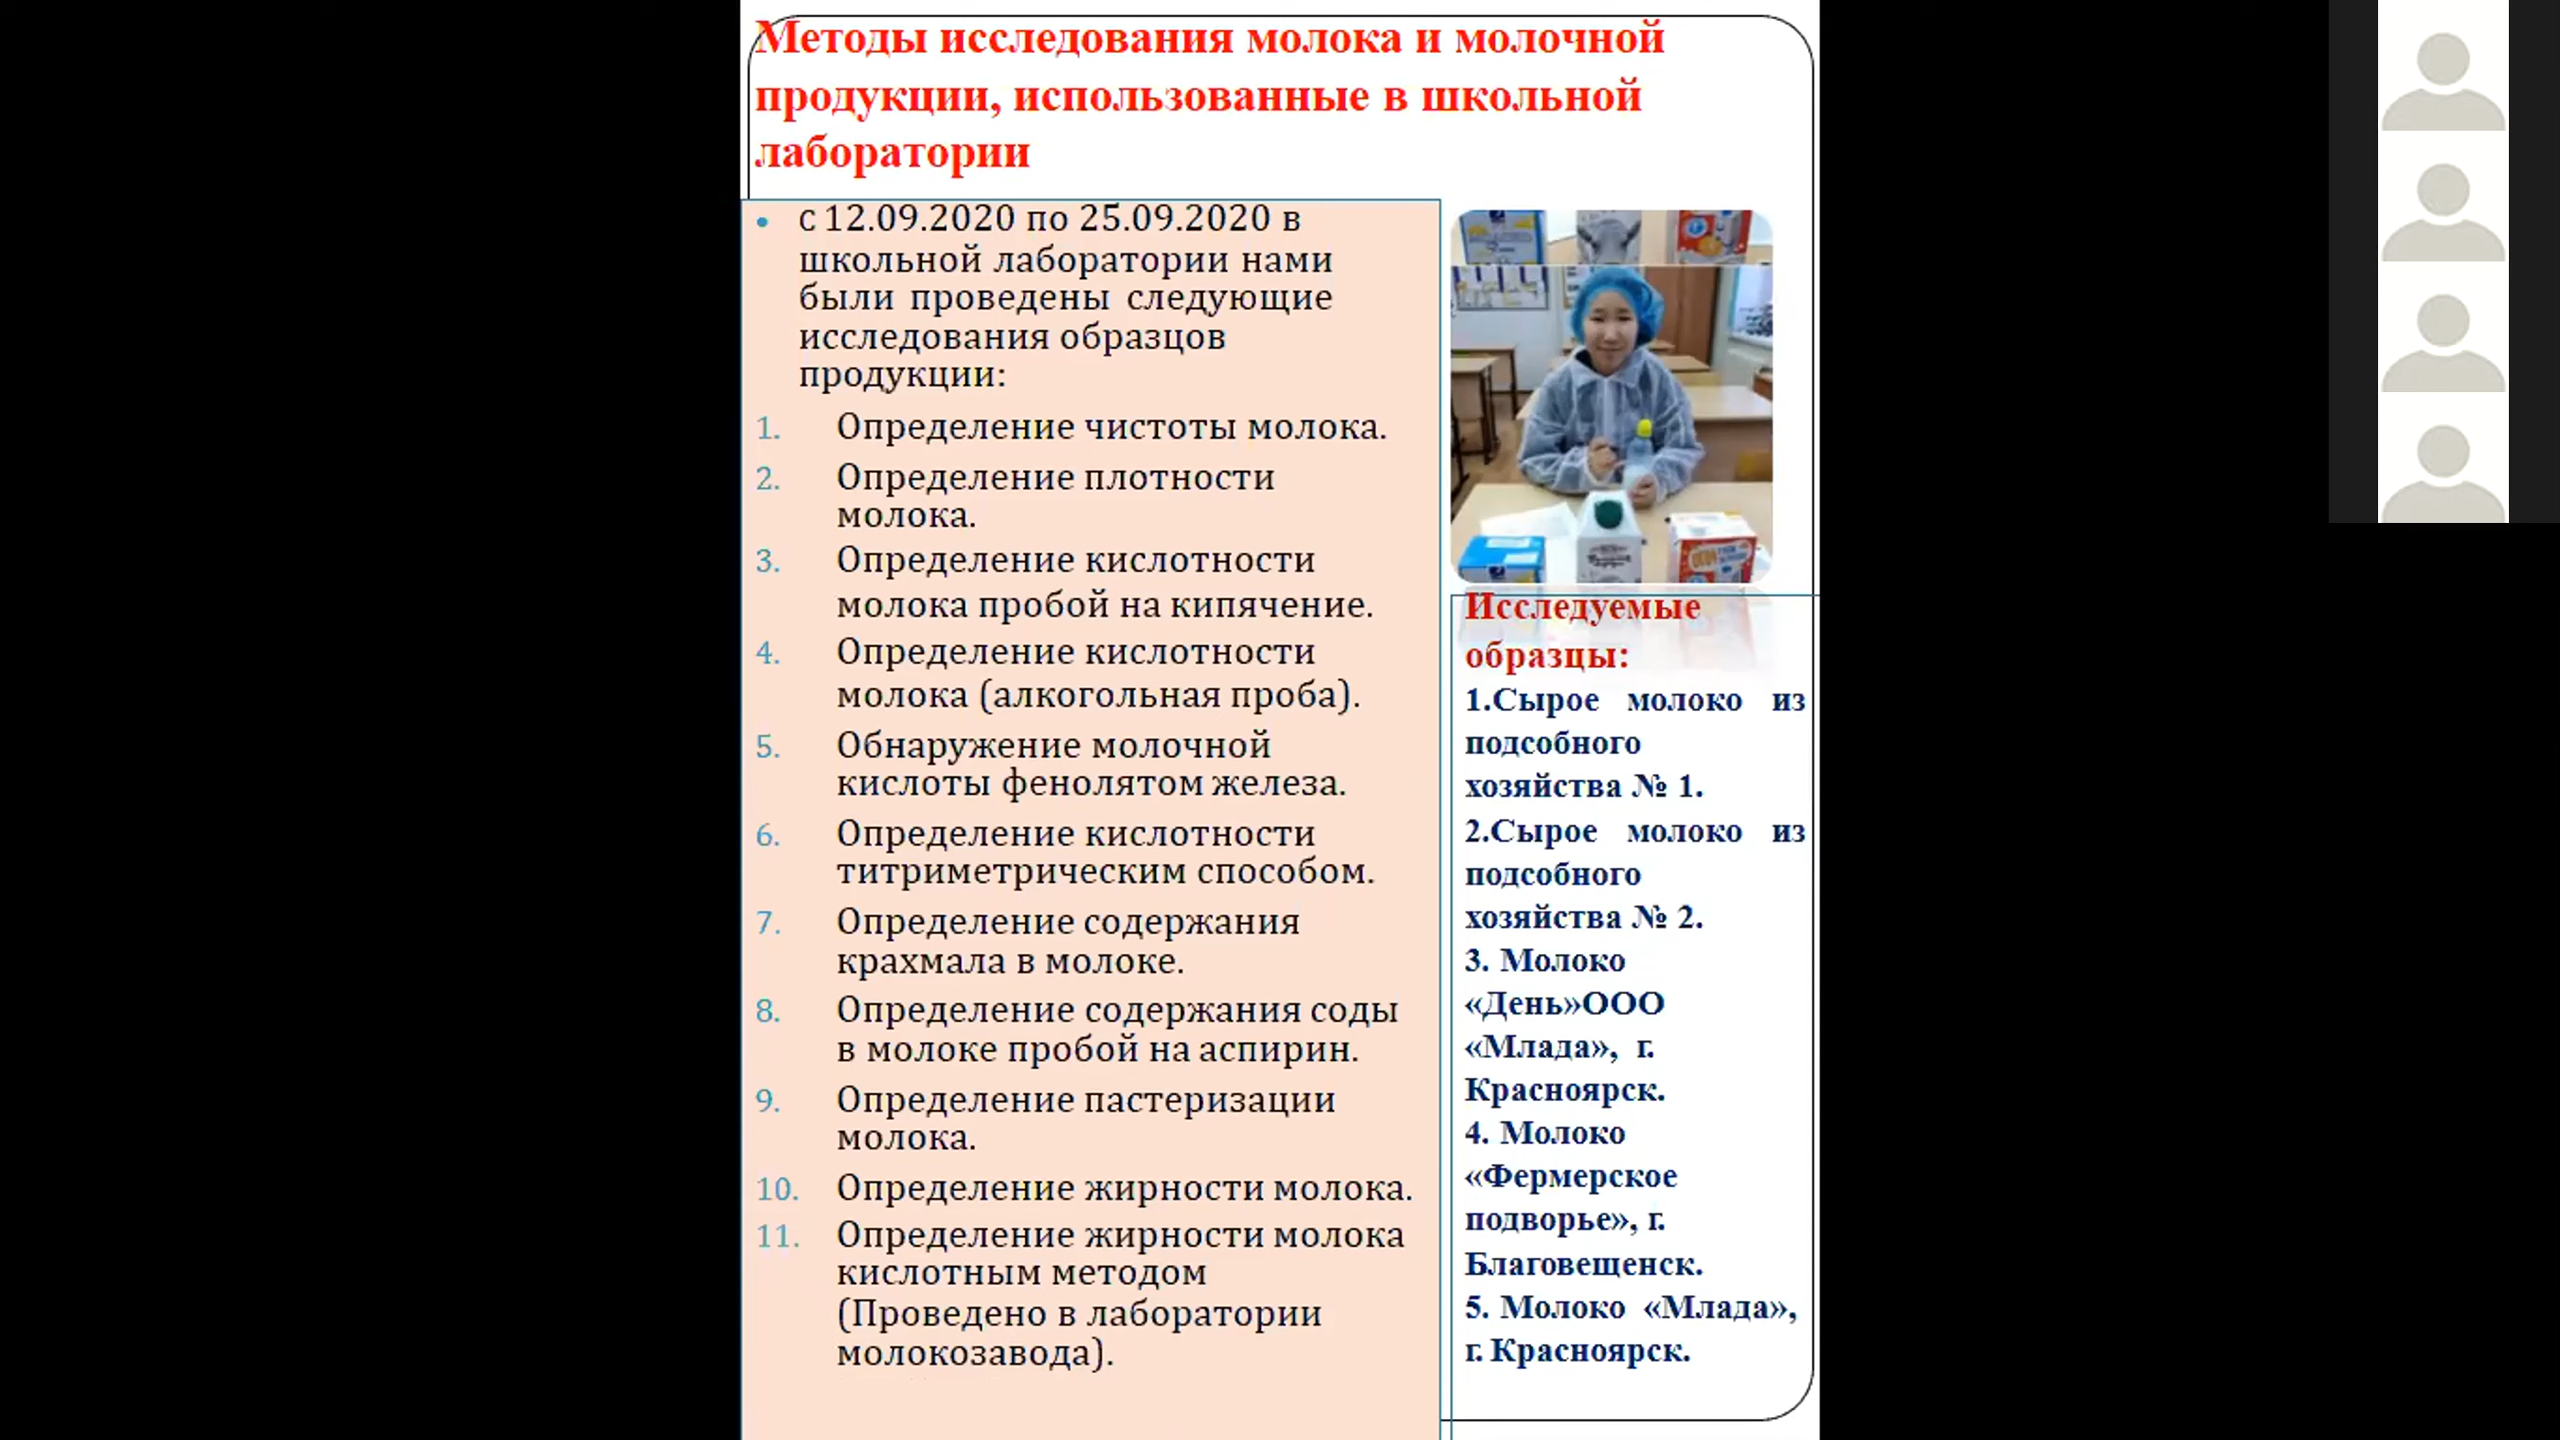 Методы исследования молока и молочной
продукции, использованные в школьной
лаборатории
• С 12.09.2020 по 25.09.2020 в
школьной лаборатории нами
были проведены следующие
исследования образцов
продукции:
1. Определение чистоты молока.
2. Определение плотности
молока.
3. Определение кислотности
молока пробой на кипячение.
4. Определение кислотности
молока (алкогольная проба).
5. Обнаружение молочной
кислоты фенолятом железа.
6. Определение кислотности
титриметрическим способом.
7. Определение содержания
крахмала в молоке.
8. Определение содержания соды
в молоке пробой на аспирин.
9. Определение пастеризации
молока.
10. Определение жирности молока.
11. Определение жирности молока
кислотным методом
(Проведено в лаборатории
молокозавода).
Исследуемые
образцы:
1.Сырое молоко из
подсобного
хозяйства № 1.
2.Сырое молоко из
подсобного
хозяйства № 2.
3. Молоко
«День»ООО
«Млада», г.
Красноярск.
4. Молоко
«Фермерское
подворье», г.
Благовещенск.
5. Молоко «Млада»,
г. Красноярск.